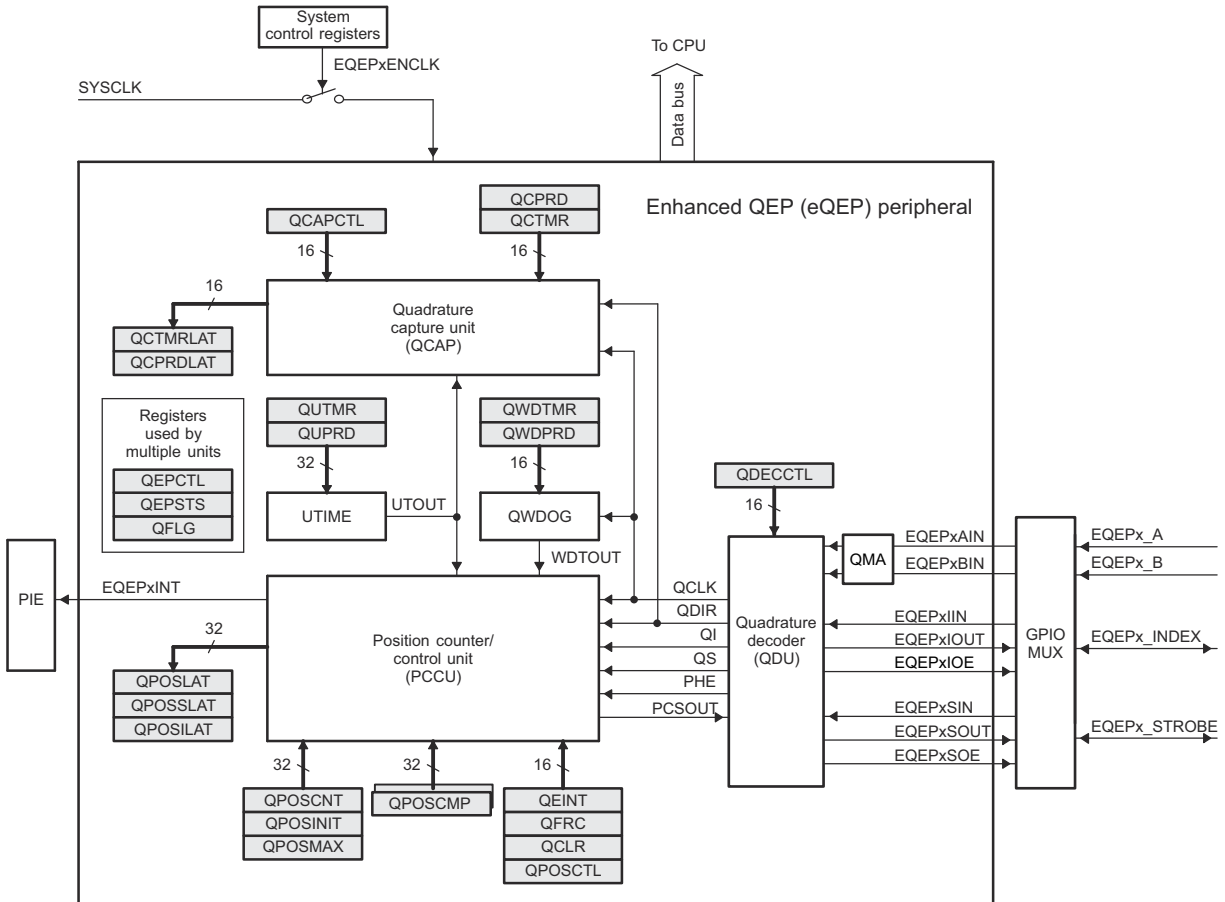 System
control registers
To CPU
EQEPxENCLK
SYSCLK
Data bus
Enhanced QEP (eQEP) peripheral
QCPRD
QCAPCTL
QCTMR
16
16
16
Quadrature
capture unit
(QCAP)
QCTMRLAT
QCPRDLAT
Registers
used by
multiple units
QEPCTL
QEPSTS
QFLG
QUTMR
QUPRD
QWDTMR
QWDPRD
32
16
UTIME
UTOUT
QWDOG
WDTOUT
QDECCTL
16
EQEPxAIN
EQEPxBIN
QMA
EQEPx_A
EQEPx_B
PIE
EQEPxINT
QCLK
QDIR
QI
QS
PHE
PCSOUT
Position counter/
control unit
(PCCU)
Quadrature
decoder
(QDU)
EQEPxIIN
EQEPxIOUT
EQEPxIOE
GPIO
MUX
EQEPx_INDEX
EQEPxSIN
EQEPxSOUT
EQEPxSOE
EQEPx_STROBE
32
QPOSLAT
QPOSSLAT
QPOSILAT
32
32
16
QPOSCNT
QPOSINIT
QPOSMAX
QPOSCMP
QEINT
QFRC
QCLR
QPOSCTL